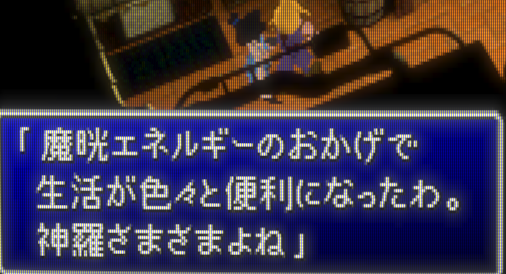 「魔晄エネルギーのおかげで
生活が色々と便利になったわ。
神羅さまさまよね」